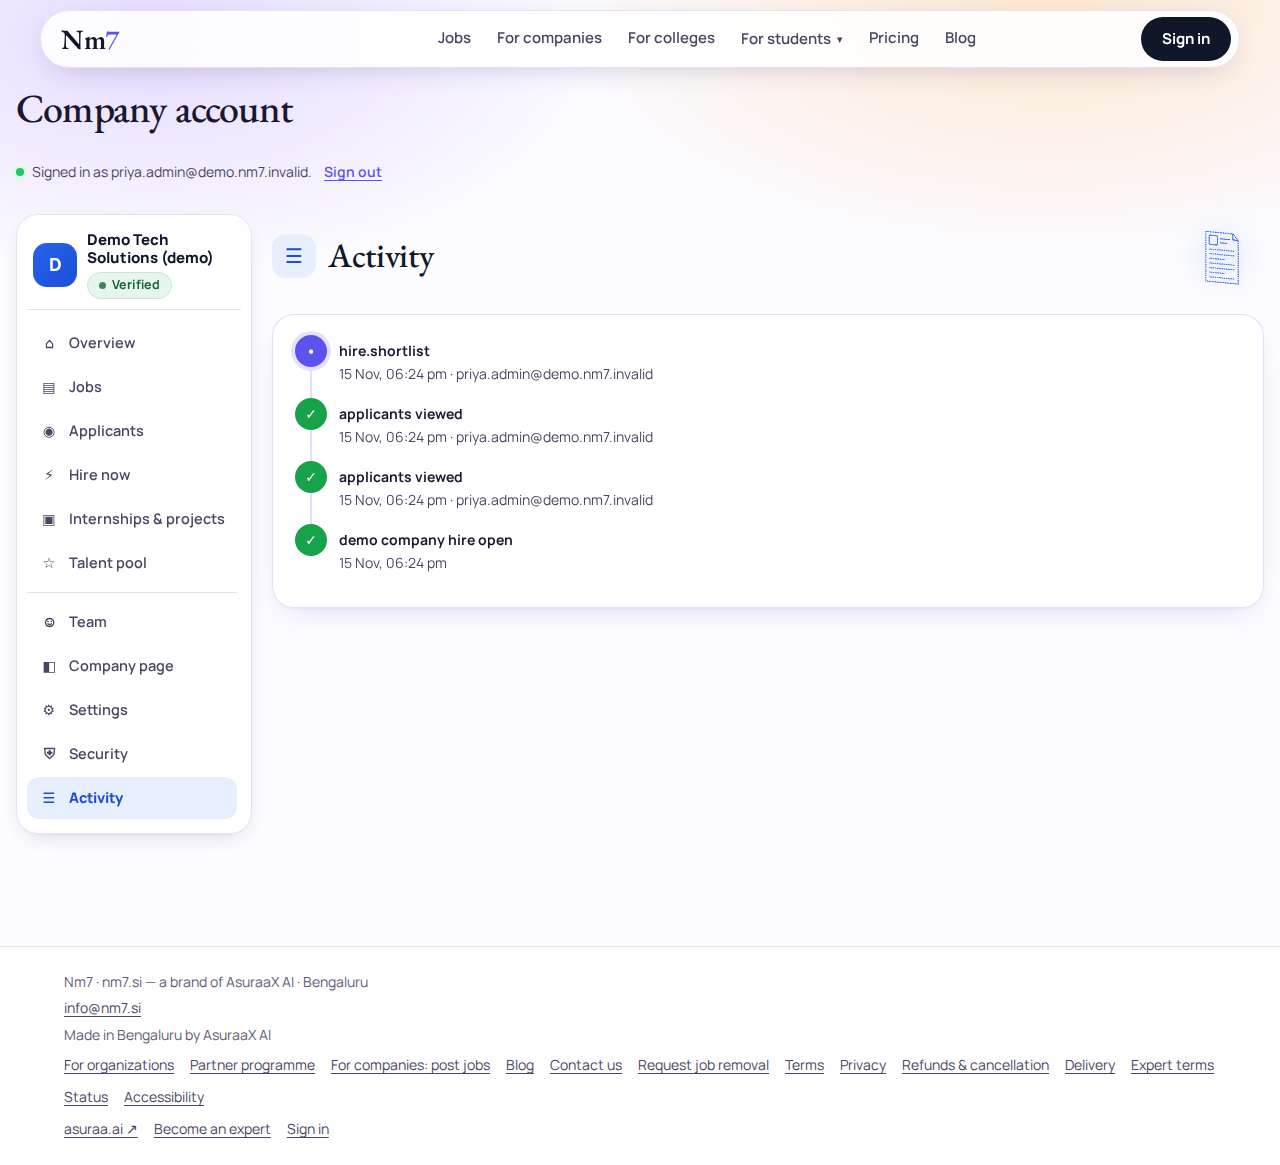 Nm7
Jobs
For companies
For colleges
For students ▾
Pricing
Blog
Sign in
Company account
Signed in as priya.admin@demo.nm7.invalid. Sign out
D
Demo Tech
Solutions (demo)
Verified
Overview
Jobs
Applicants
Hire now
Internships & projects
Talent pool
Team
Company page
Settings
Security
Activity
Activity
hire.shortlist
15 Nov, 06:24 pm · priya.admin@demo.nm7.invalid
applicants viewed
15 Nov, 06:24 pm · priya.admin@demo.nm7.invalid
applicants viewed
15 Nov, 06:24 pm · priya.admin@demo.nm7.invalid
demo company hire open
15 Nov, 06:24 pm
Nm7 · nm7.si — a brand of AsuraaX AI · Bengaluru
info@nm7.si
Made in Bengaluru by AsuraaX AI
For organizations Partner programme For companies: post jobs Blog Contact us Request job removal Terms Privacy Refunds & cancellation Delivery Expert terms
Status Accessibility
asuraa.ai ↗ Become an expert Sign in